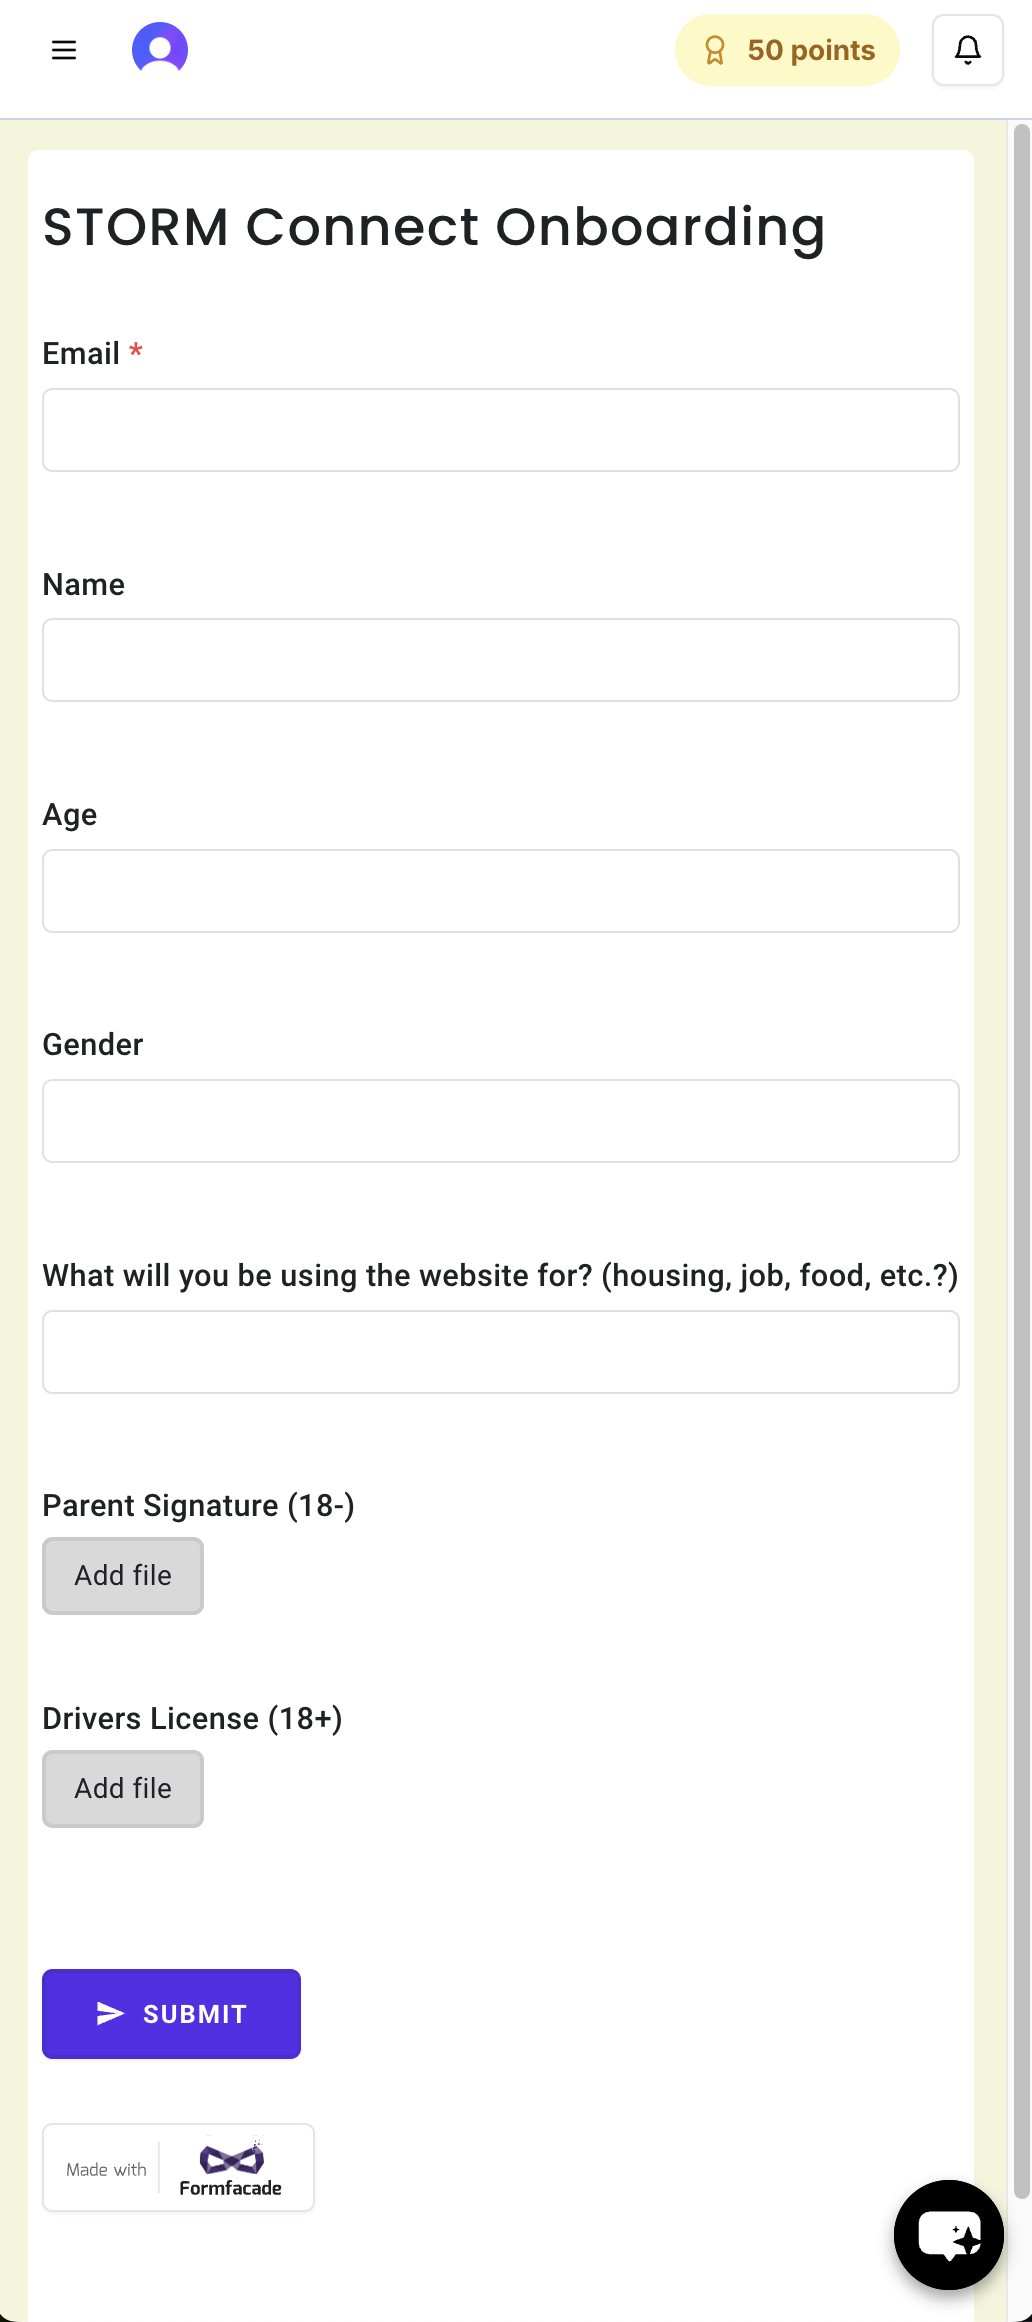 50 points
STORM Connect Onboarding
Email *
Name
Age
Gender
What will you be using the website for? (housing, job, food, etc.?)
Parent Signature (18-)
Add file
Drivers License (18+)
Add file
SUBMIT
Made with Formfacade